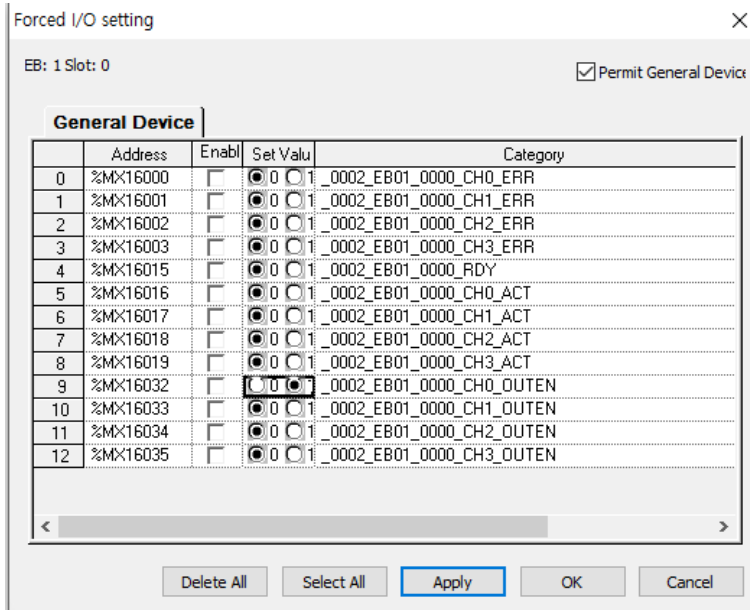 Forced I/O setting
EB: 1 Slot: 0
Permit General Device
General Device
Address Enabl Set Valu Category
0 %MX16000 0 1 _0002_EB01_0000_CH0_ERR
1 %MX16001 0 1 _0002_EB01_0000_CH1_ERR
2 %MX16002 0 1 _0002_EB01_0000_CH2_ERR
3 %MX16003 0 1 _0002_EB01_0000_CH3_ERR
4 %MX16015 0 1 _0002_EB01_0000_RDY
5 %MX16016 0 1 _0002_EB01_0000_CH0_ACT
6 %MX16017 0 1 _0002_EB01_0000_CH1_ACT
7 %MX16018 0 1 _0002_EB01_0000_CH2_ACT
8 %MX16019 0 1 _0002_EB01_0000_CH3_ACT
9 %MX16032 0 _0002_EB01_0000_CH0_OUTEN
10 %MX16033 0 1 _0002_EB01_0000_CH1_OUTEN
11 %MX16034 0 1 _0002_EB01_0000_CH2_OUTEN
12 %MX16035 0 1 _0002_EB01_0000_CH3_OUTEN
Delete All Select All Apply OK Cancel